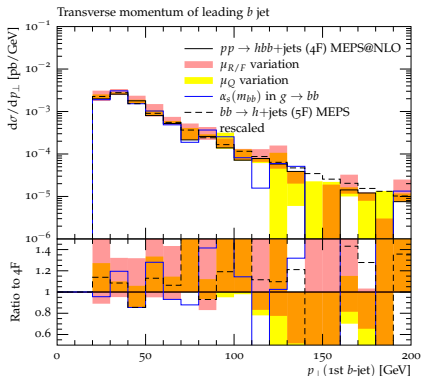 Transverse momentum of leading b jet
dσ/dp⊥ [pb/GeV]
10⁻¹
10⁻²
10⁻³
10⁻⁴
10⁻⁵
10⁻⁶
pp → hbb+jets (4F) MEPS@NLO
μR/F variation
μQ variation
αs(mbb) in g → bb
bb → h+jets (5F) MEPS
rescaled
Ratio to 4F
1.4
1.2
1
0.8
0.6
0
50
100
150
200
p⊥(1st b-jet) [GeV]